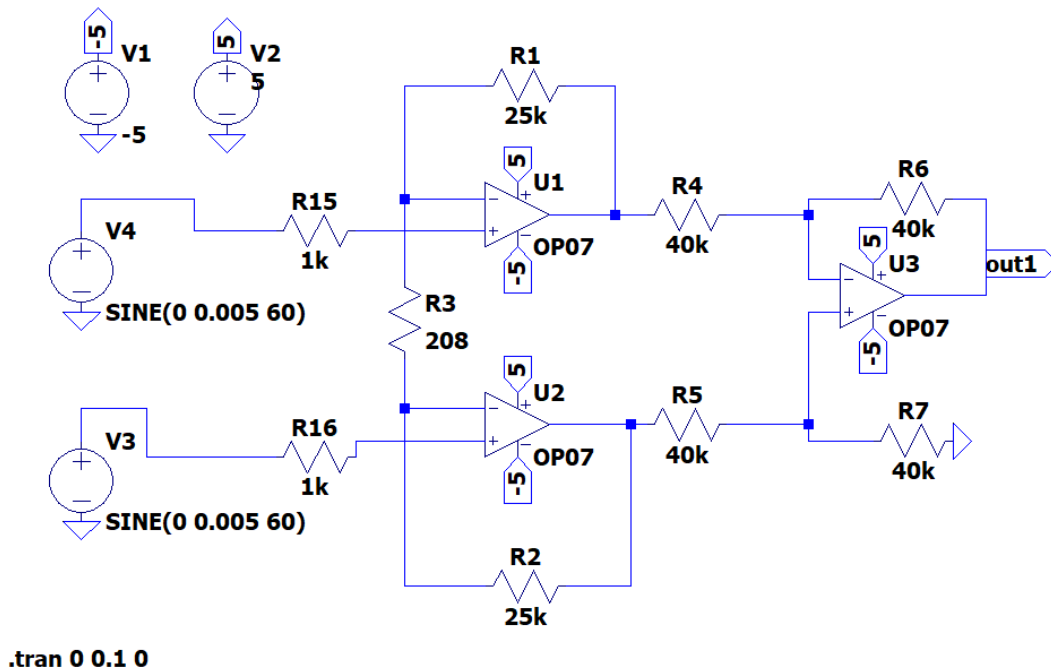 -5
V1
-5
5
V2
5
R1
25k
5
U1
-5
OP07
R15
1k
V4
SINE(0 0.005 60)
R4
40k
R6
40k
5
U3
-5
OP07
out1
R3
208
5
U2
-5
OP07
R5
40k
R7
40k
V3
SINE(0 0.005 60)
R16
1k
R2
25k
.tran 0 0.1 0